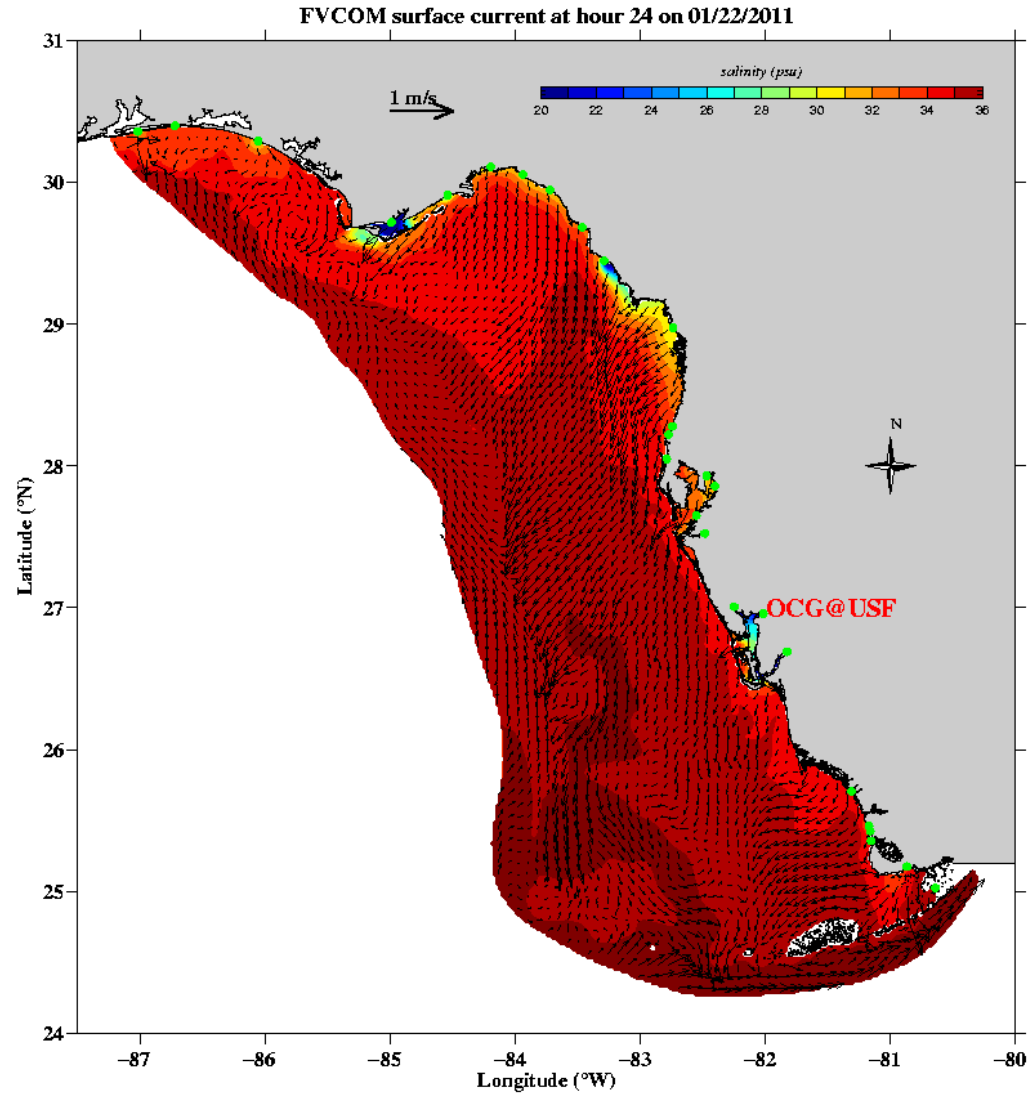 FVCOM surface current at hour 24 on 01/22/2011
31
30
29
28
27
26
25
24
Latitude (°N)
1 m/s
salinity (psu)
20 22 24 26 28 30 32 34 36
N
OCG@USF
−87 −86 −85 −84 −83 −82 −81 −80
Longitude (°W)